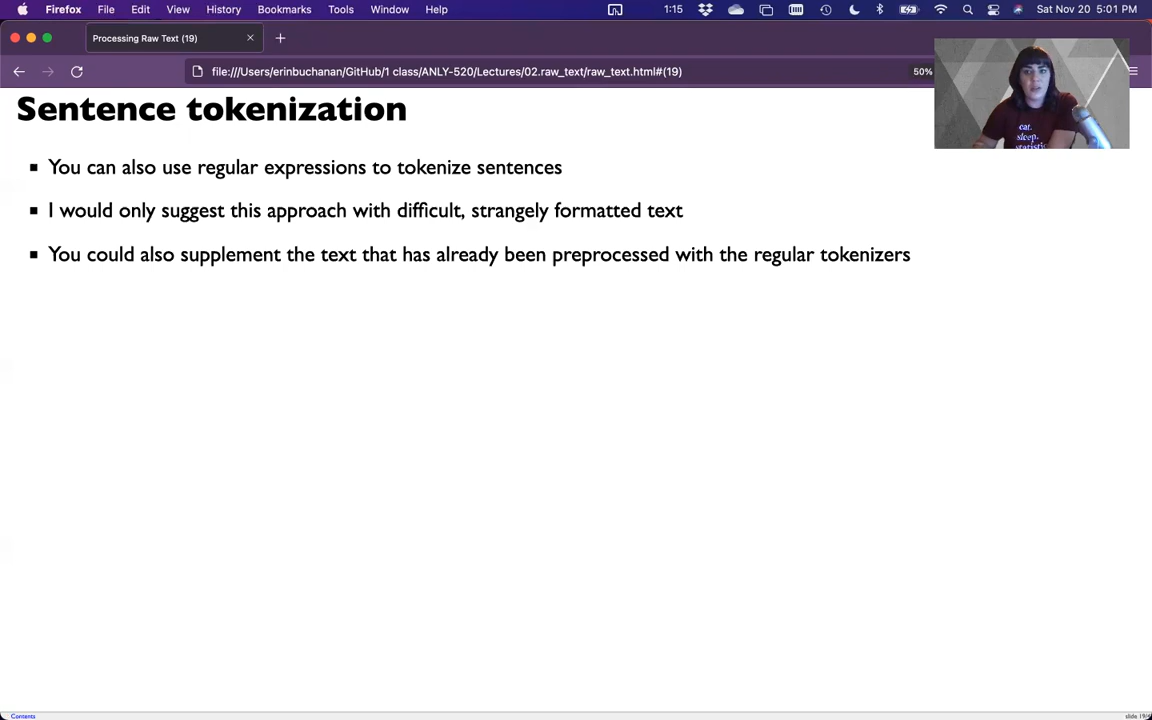 Firefox File Edit View History Bookmarks Tools Window Help 1:15 Sat Nov 20 5:01 PM
Processing Raw Text (19)
file:///Users/erinbuchanan/GitHub/1 class/ANLY-520/Lectures/02.raw_text/raw_text.html#(19) 50%
Sentence tokenization
cat.
sleep.
statistics
▪ You can also use regular expressions to tokenize sentences
▪ I would only suggest this approach with difficult, strangely formatted text
▪ You could also supplement the text that has already been preprocessed with the regular tokenizers
Contents